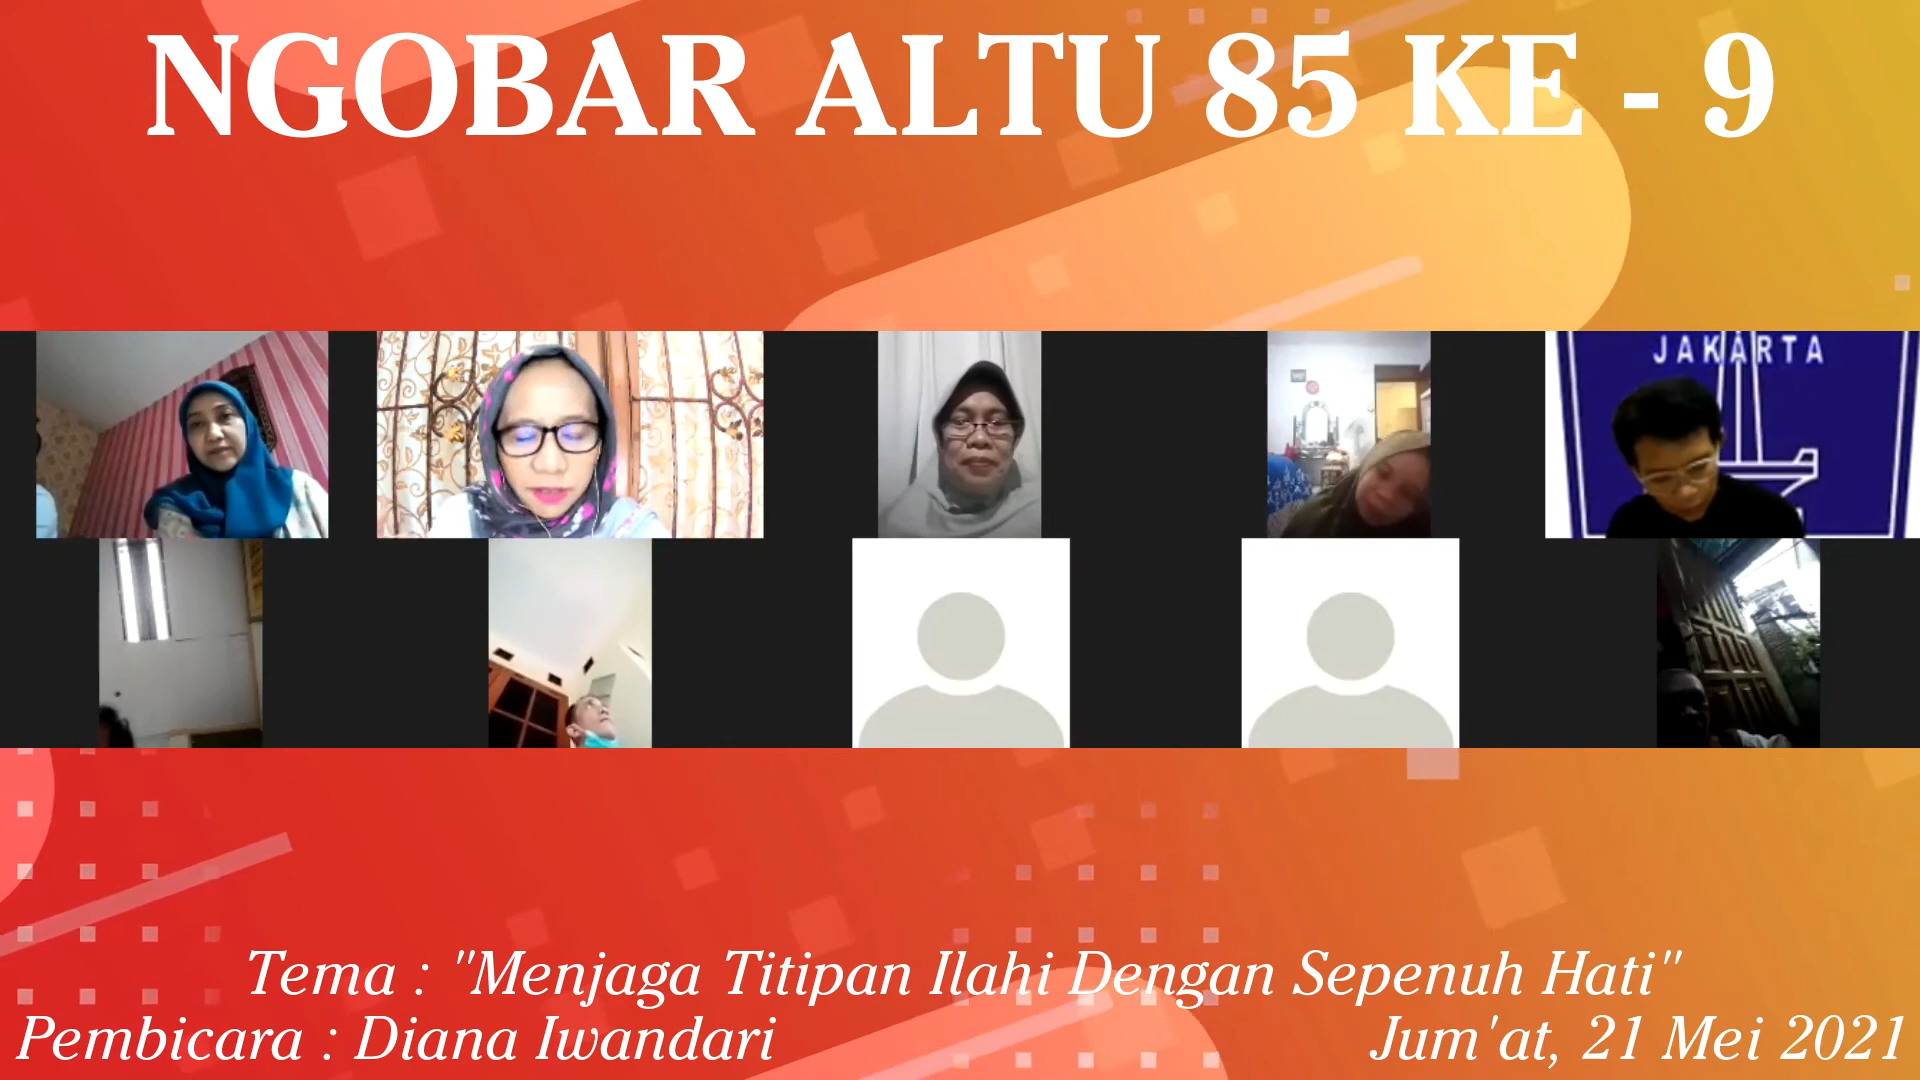 NGOBAR ALTU 85 KE - 9
JAKARTA
Tema : "Menjaga Titipan Ilahi Dengan Sepenuh Hati"
Pembicara : Diana Iwandari
Jum'at, 21 Mei 2021